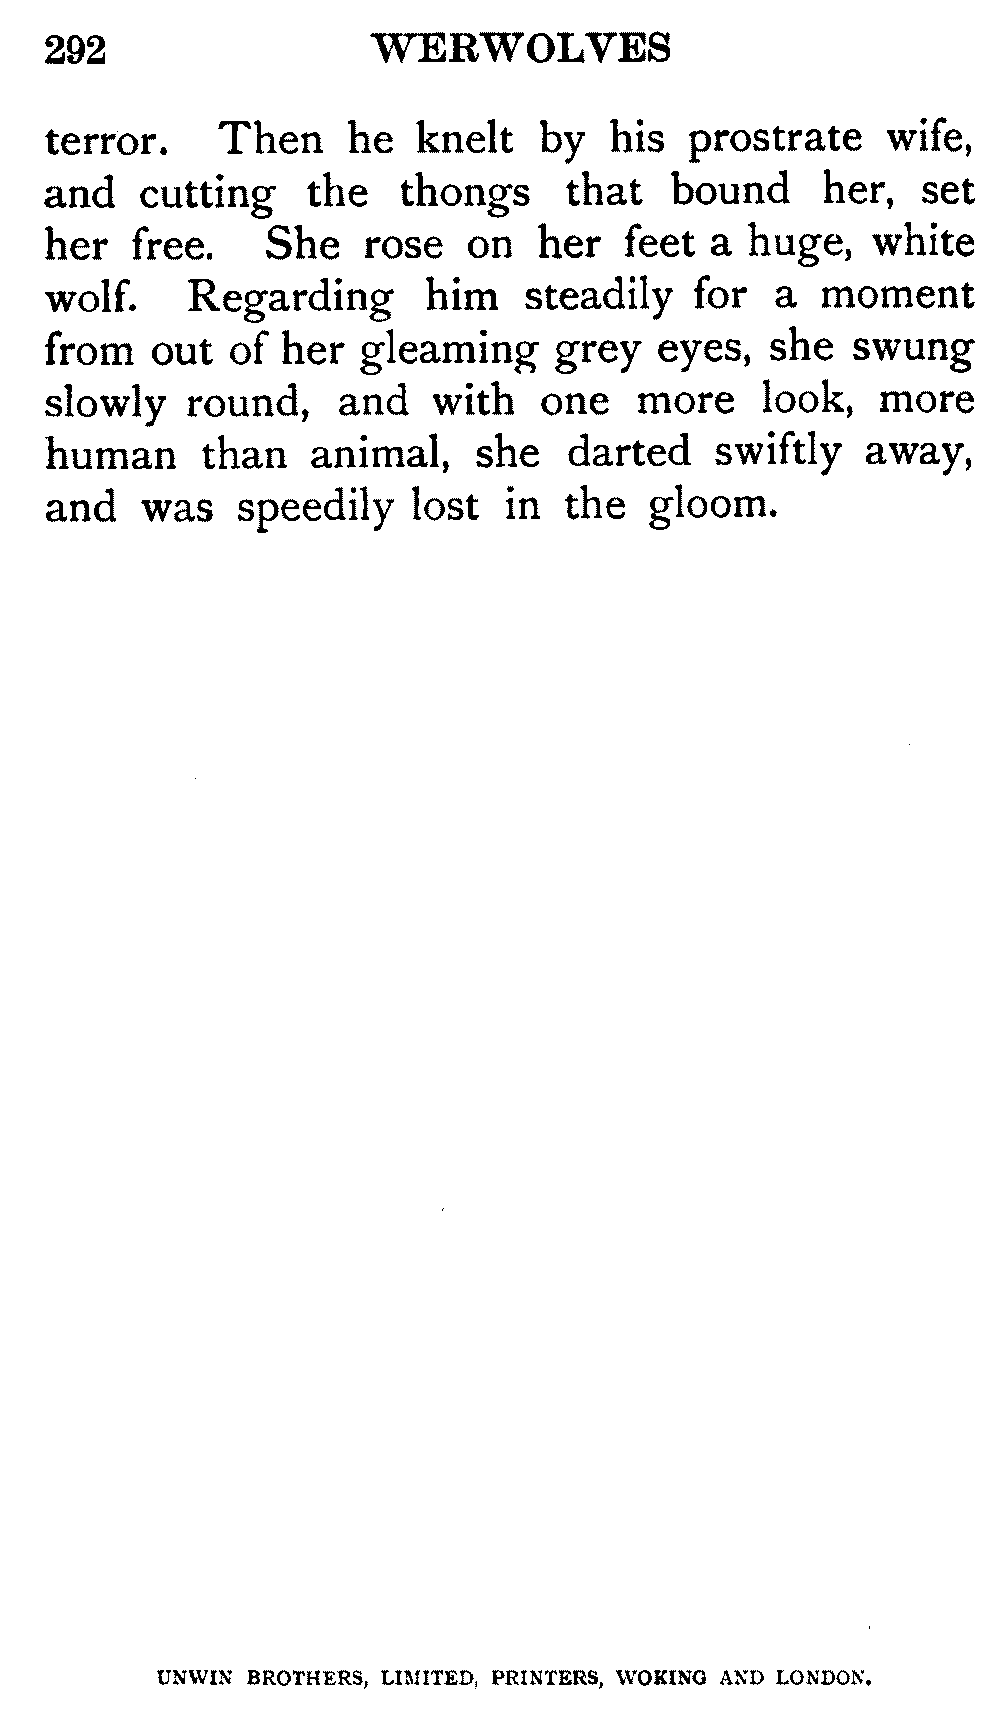 292 WERWOLVES
terror. Then he knelt by his prostrate wife,
and cutting the thongs that bound her, set
her free. She rose on her feet a huge, white
wolf. Regarding him steadily for a moment
from out of her gleaming grey eyes, she swung
slowly round, and with one more look, more
human than animal, she darted swiftly away,
and was speedily lost in the gloom.
UNWIN BROTHERS, LIMITED, PRINTERS, WOKING AND LONDON.